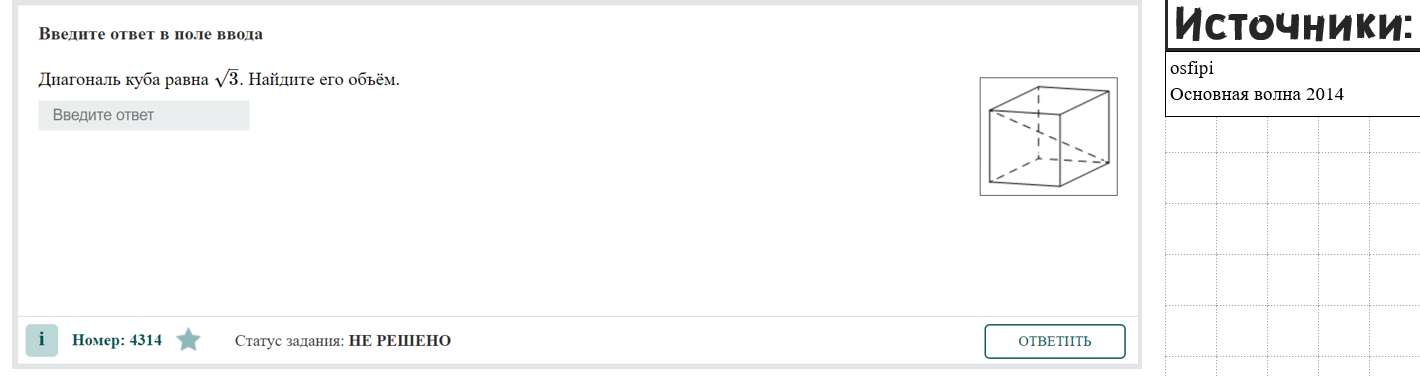 Введите ответ в поле ввода
Диагональ куба равна √3. Найдите его объём.
Введите ответ
i
Номер: 4314
Статус задания: НЕ РЕШЕНО
ОТВЕТИТЬ
Источники:
osfipi
Основная волна 2014